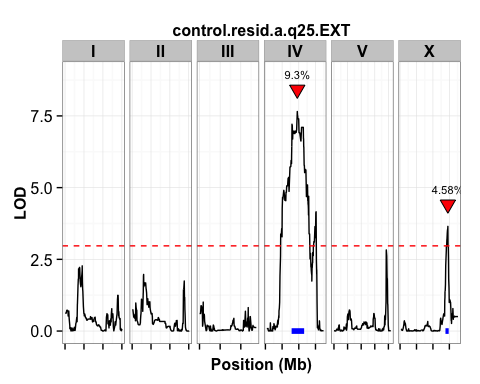 control.resid.a.q25.EXT
I II III IV V X
9.3%
7.5
5.0
4.58%
2.5
0.0
LOD
Position (Mb)